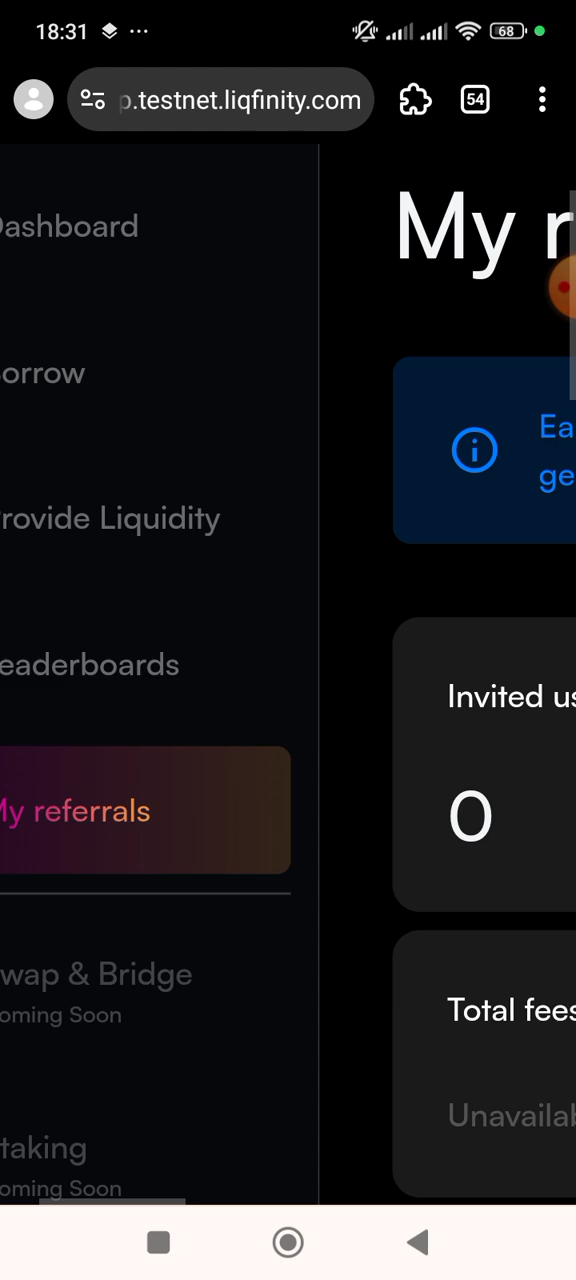 18:31
68
p.testnet.liqfinity.com
54
Dashboard
My r
orrow
Ea
ge
rovide Liquidity
eaderboards
Invited us
My referrals
0
wap & Bridge
oming Soon
Total fees
Unavailab
taking
oming Soon